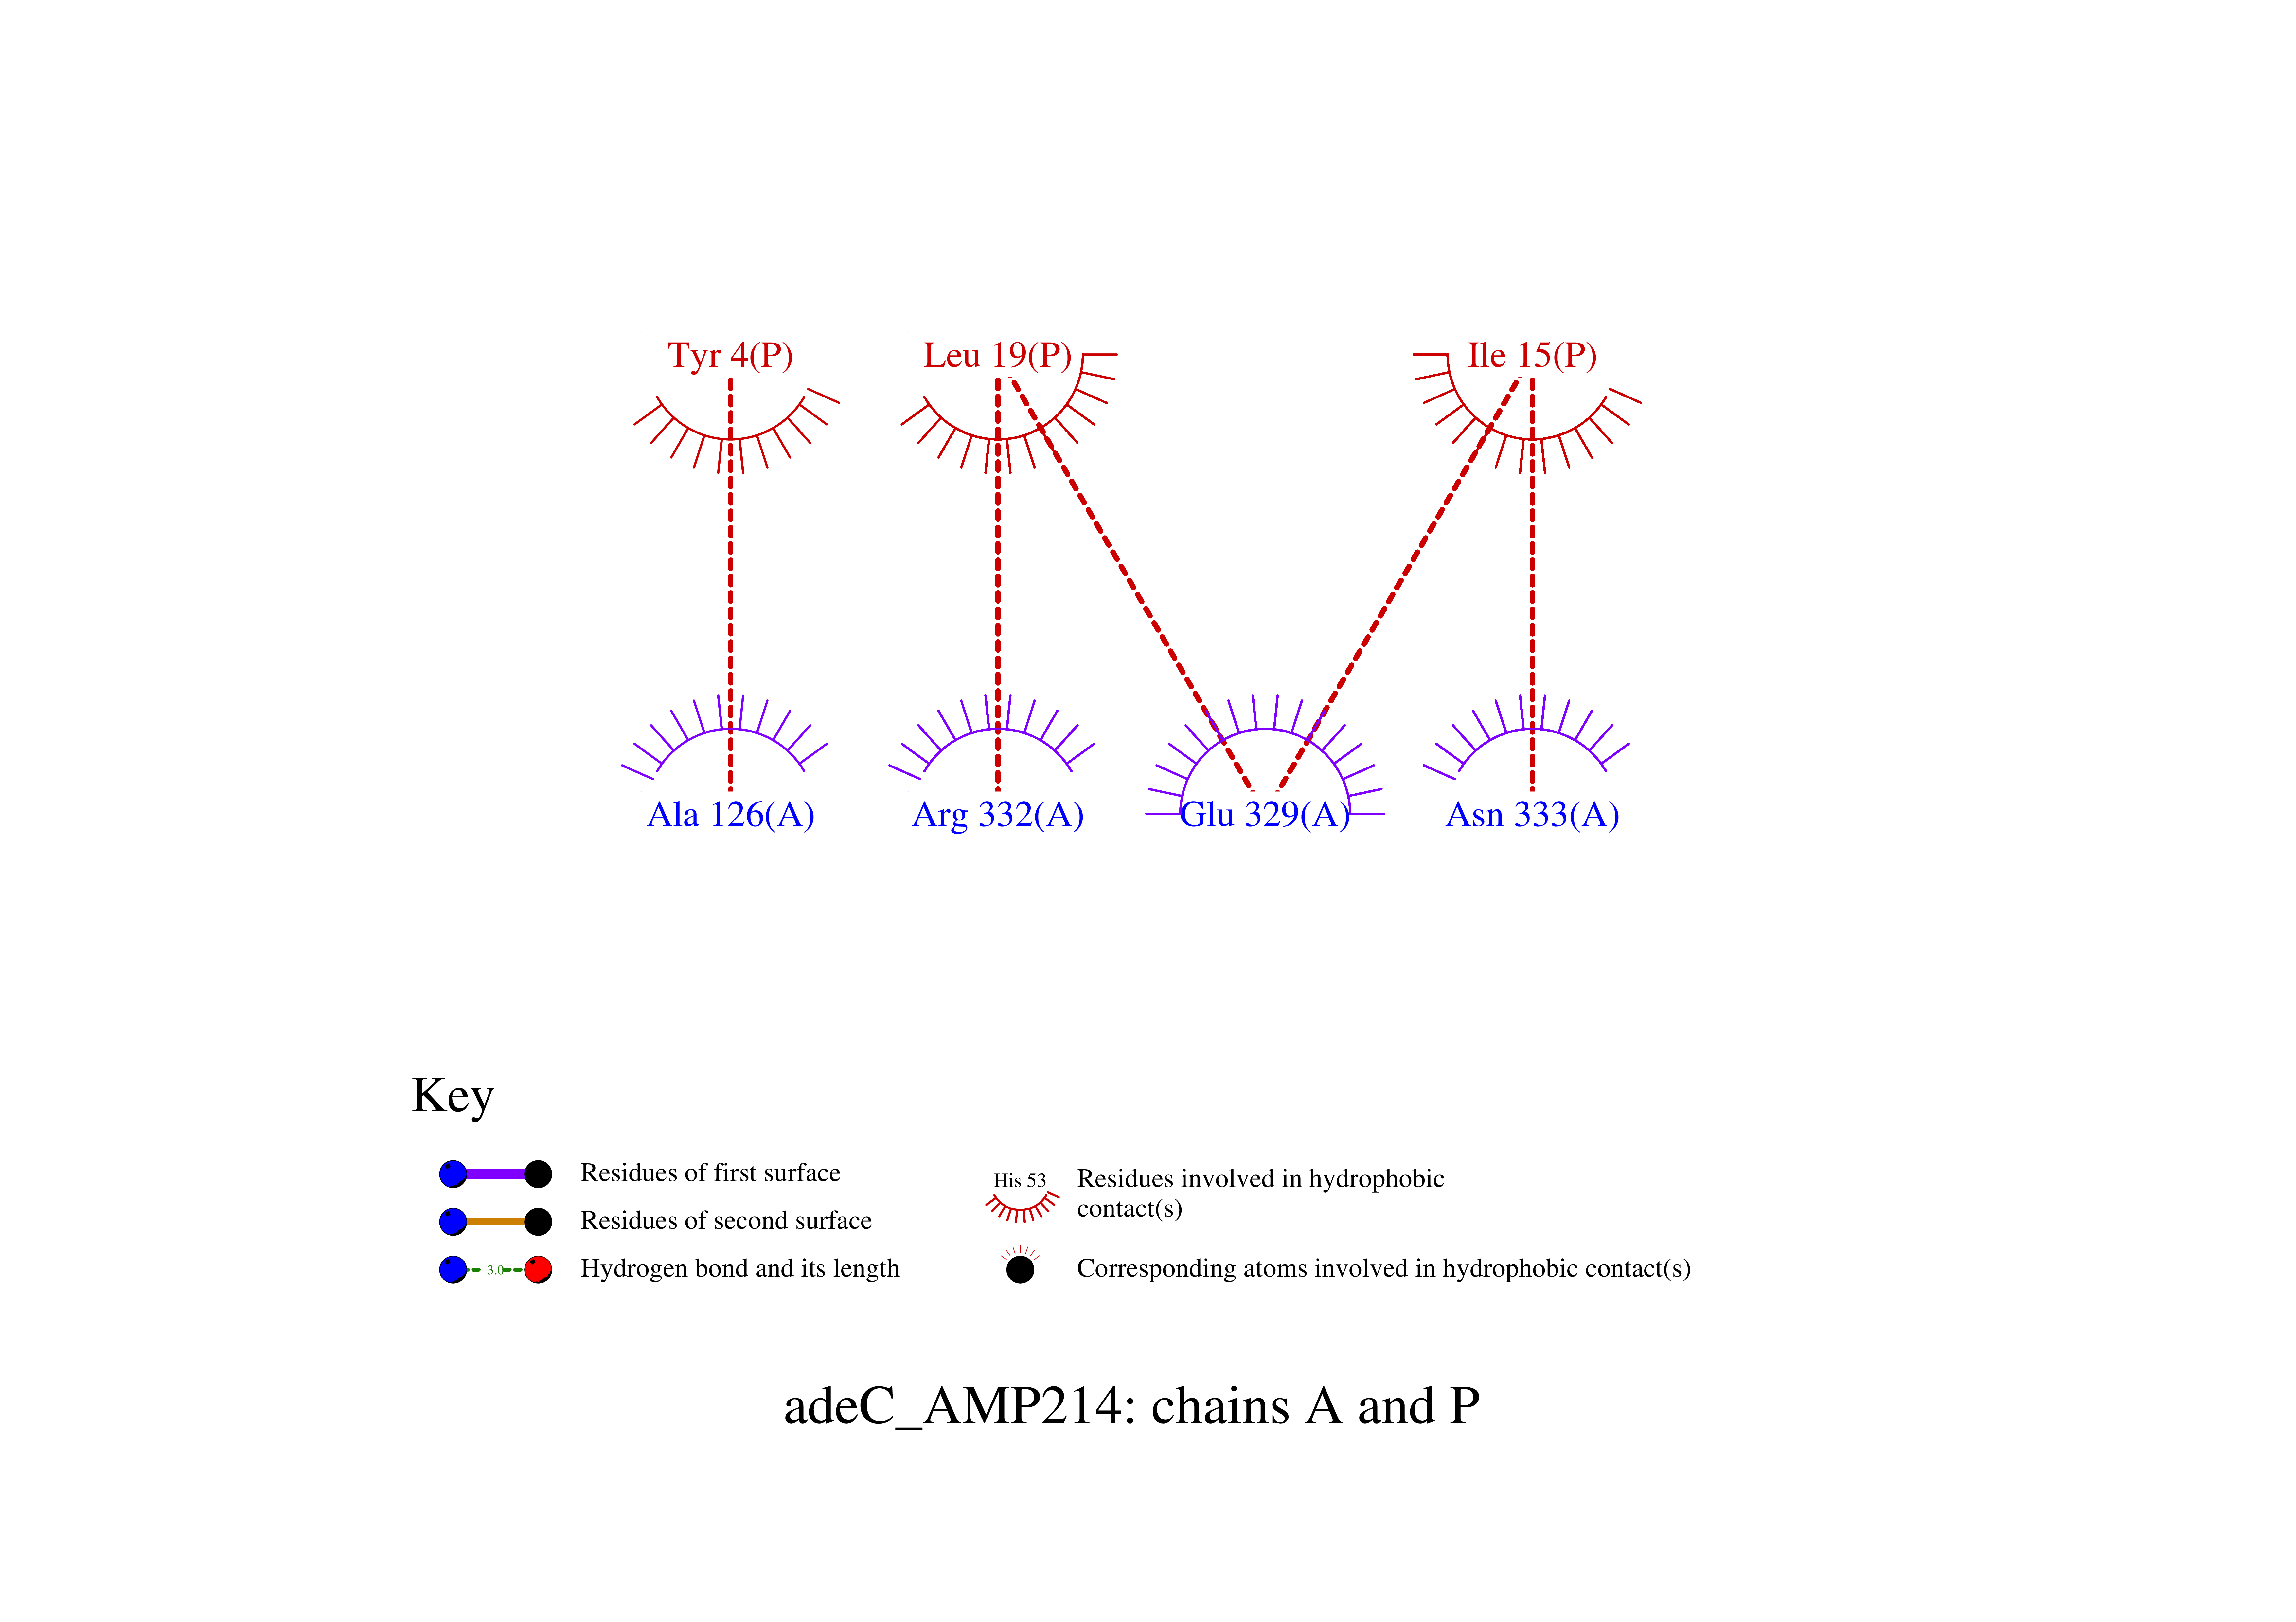 Tyr 4(P) Leu 19(P) Ile 15(P)
Ala 126(A) Arg 332(A) Glu 329(A) Asn 333(A)
Key
Residues of first surface
Residues of second surface
3.0 Hydrogen bond and its length
His 53 Residues involved in hydrophobic
contact(s)
Corresponding atoms involved in hydrophobic contact(s)
adeC_AMP214: chains A and P